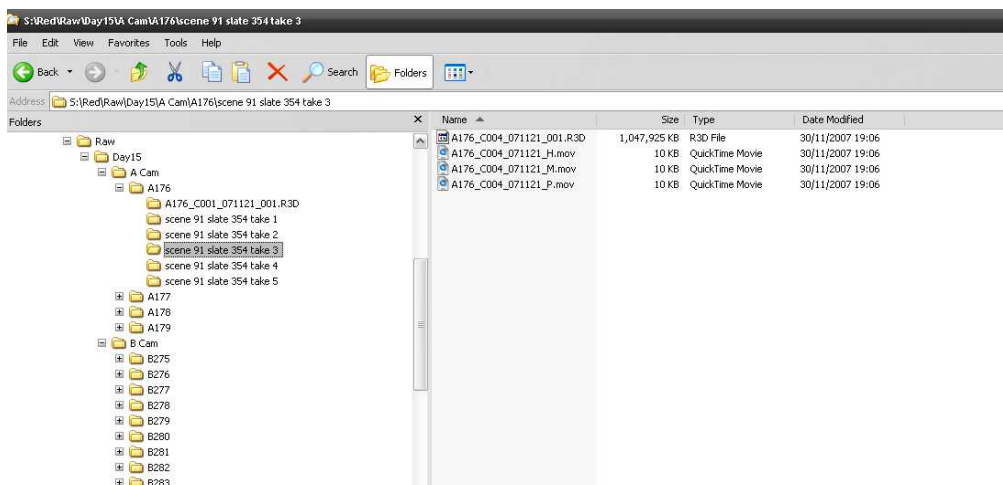 S:\Red\Raw\Day15\A Cam\A176\scene 91 slate 354 take 3
File Edit View Favorites Tools Help
Back Search Folders
Address S:\Red\Raw\Day15\A Cam\A176\scene 91 slate 354 take 3
Folders
Raw
Day15
A Cam
A176
A176_C001_071121_001.R3D
scene 91 slate 354 take 1
scene 91 slate 354 take 2
scene 91 slate 354 take 3
scene 91 slate 354 take 4
scene 91 slate 354 take 5
A177
A178
A179
B Cam
B275
B276
B277
B278
B279
B280
B281
B282
B283
Name Size Type Date Modified
A176_C004_071121_001.R3D 1,047,925 KB R3D File 30/11/2007 19:06
A176_C004_071121_H.mov 10 KB QuickTime Movie 30/11/2007 19:06
A176_C004_071121_M.mov 10 KB QuickTime Movie 30/11/2007 19:06
A176_C004_071121_P.mov 10 KB QuickTime Movie 30/11/2007 19:06